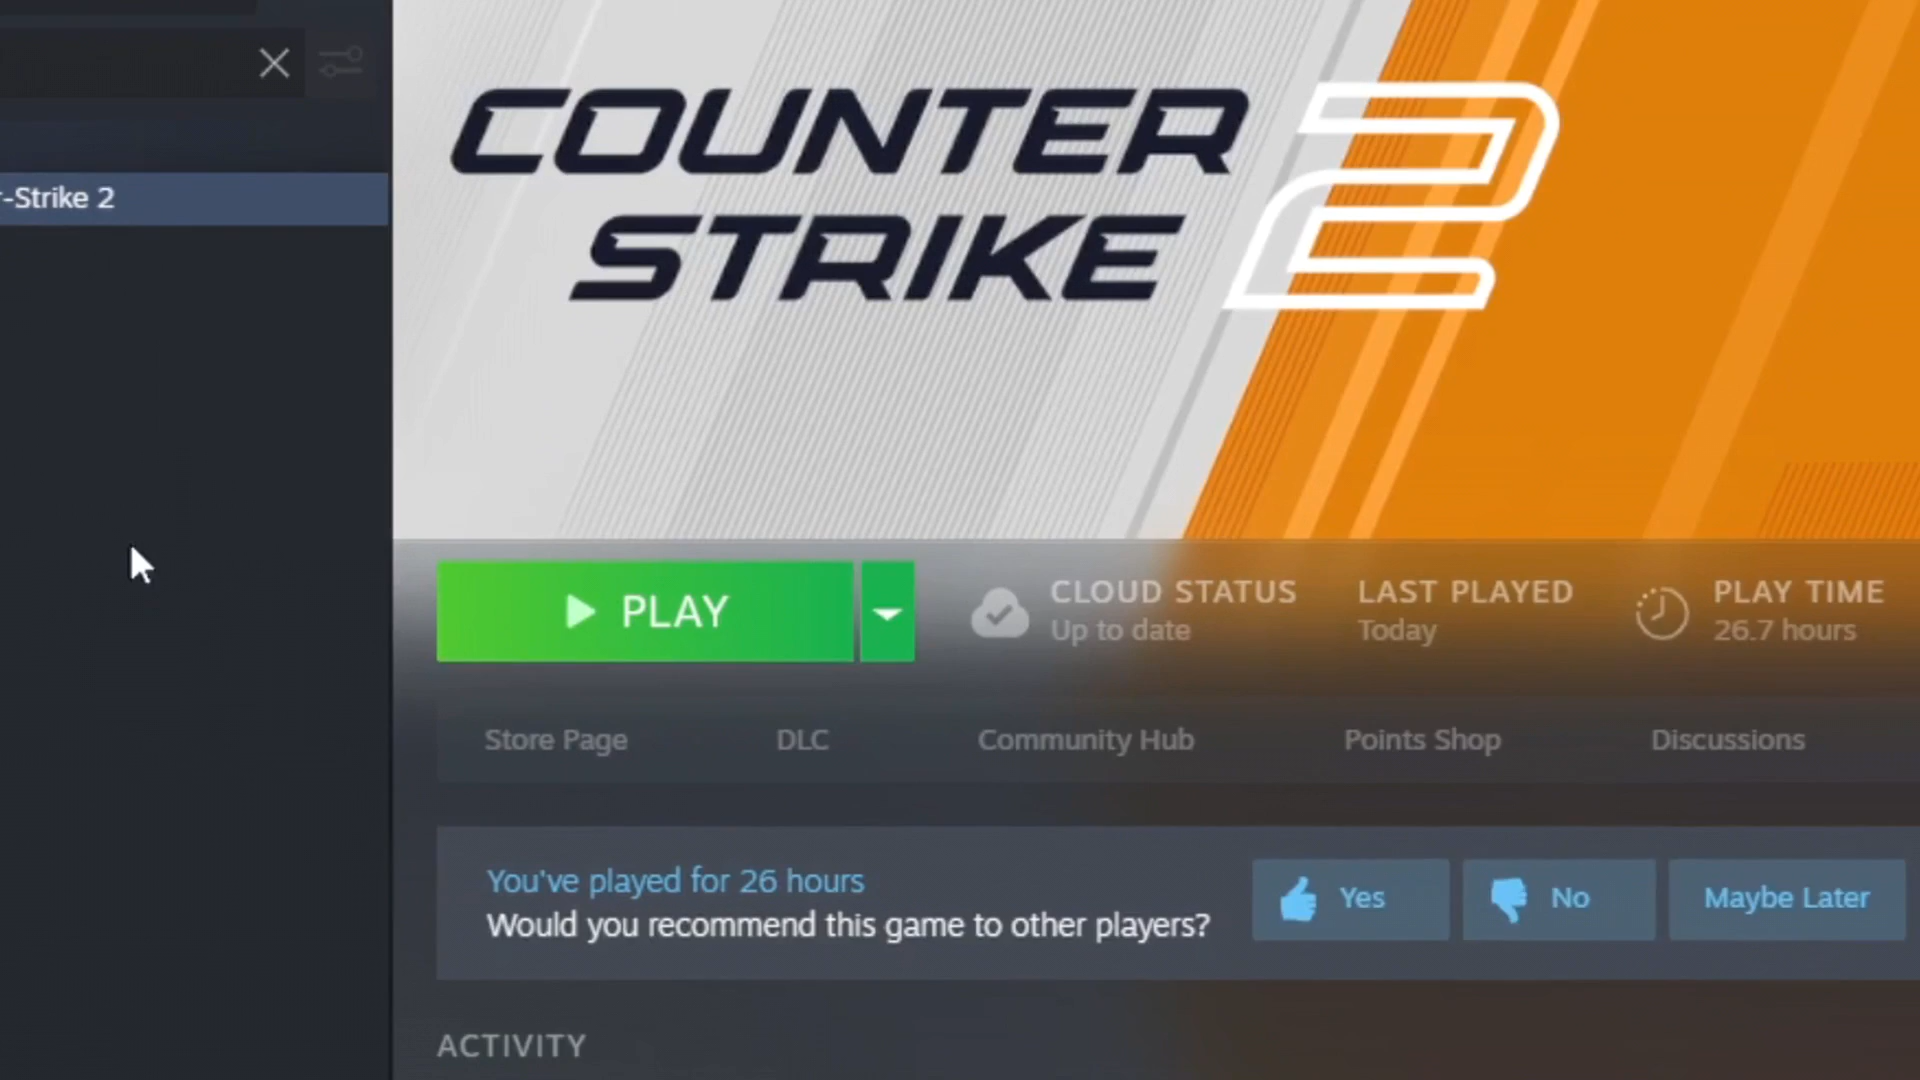 COUNTER
STRIKE 2
r-Strike 2
PLAY
CLOUD STATUS
Up to date
LAST PLAYED
Today
PLAY TIME
26.7 hours
Store Page
DLC
Community Hub
Points Shop
Discussions
You've played for 26 hours
Would you recommend this game to other players?
Yes
No
Maybe Later
ACTIVITY